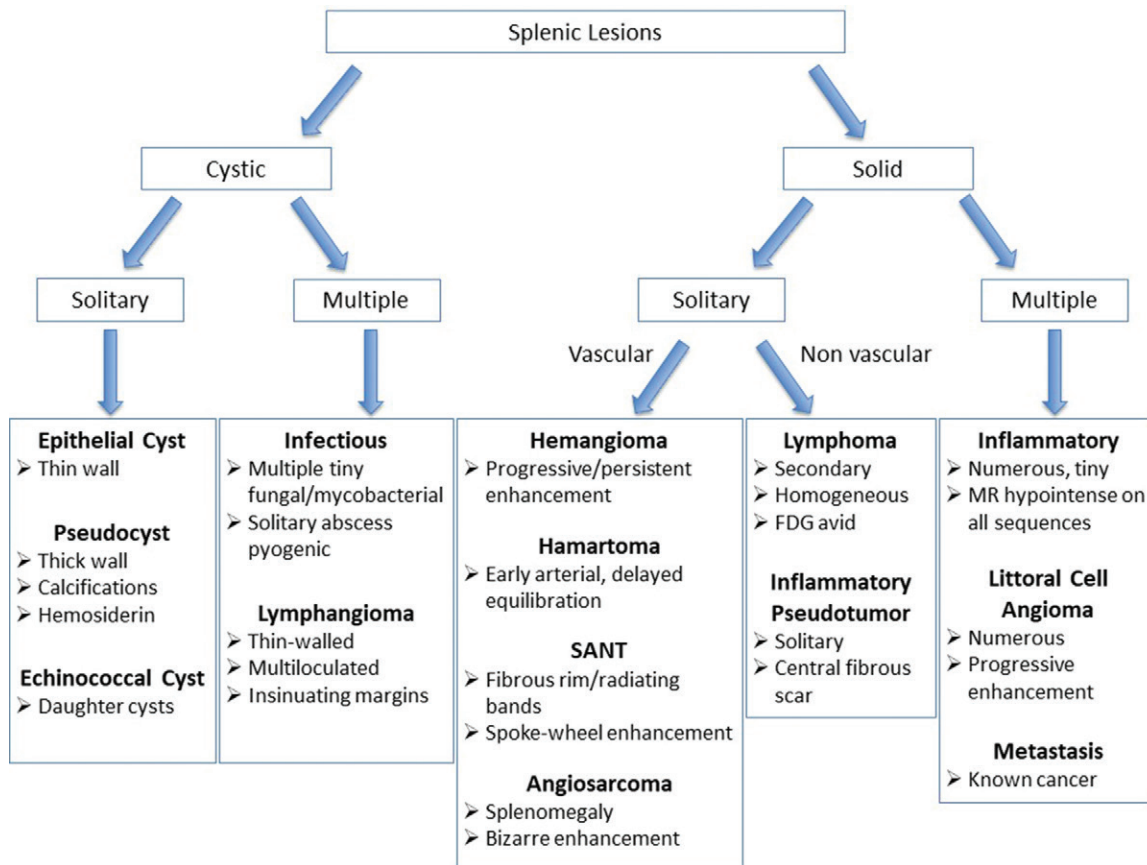 Splenic Lesions
Cystic
Solid
Solitary
Multiple
Solitary
Multiple
Vascular
Non vascular
Epithelial Cyst
➢ Thin wall
Pseudocyst
➢ Thick wall
➢ Calcifications
➢ Hemosiderin
Echinococcal Cyst
➢ Daughter cysts
Infectious
➢ Multiple tiny
fungal/mycobacterial
➢ Solitary abscess
pyogenic
Lymphangioma
➢ Thin-walled
➢ Multiloculated
➢ Insinuating margins
Hemangioma
➢ Progressive/persistent
enhancement
Hamartoma
➢ Early arterial, delayed
equilibration
SANT
➢ Fibrous rim/radiating
bands
➢ Spoke-wheel enhancement
Angiosarcoma
➢ Splenomegaly
➢ Bizarre enhancement
Lymphoma
➢ Secondary
➢ Homogeneous
➢ FDG avid
Inflammatory
Pseudotumor
➢ Solitary
➢ Central fibrous
scar
Inflammatory
➢ Numerous, tiny
➢ MR hypointense on
all sequences
Littoral Cell
Angioma
➢ Numerous
➢ Progressive
enhancement
Metastasis
➢ Known cancer